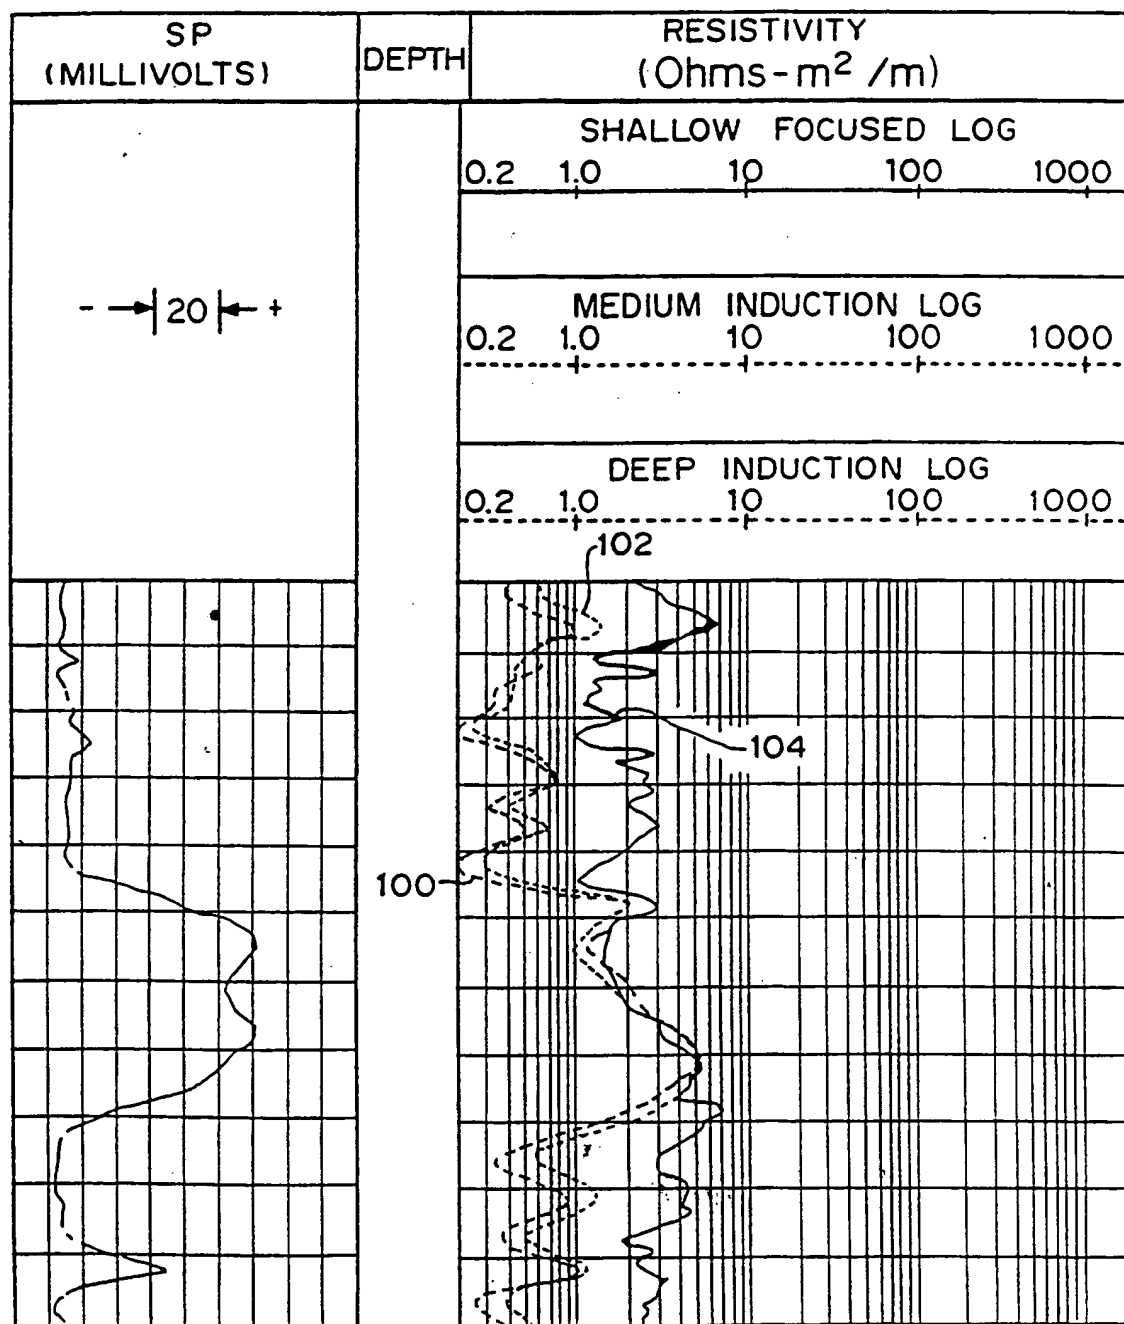 SP
(MILLIVOLTS)
DEPTH
RESISTIVITY
(Ohms-m² /m)
SHALLOW FOCUSED LOG
0.2 1.0 10 100 1000
- 20 +
MEDIUM INDUCTION LOG
0.2 1.0 10 100 1000
DEEP INDUCTION LOG
0.2 1.0 10 100 1000
102
104
100